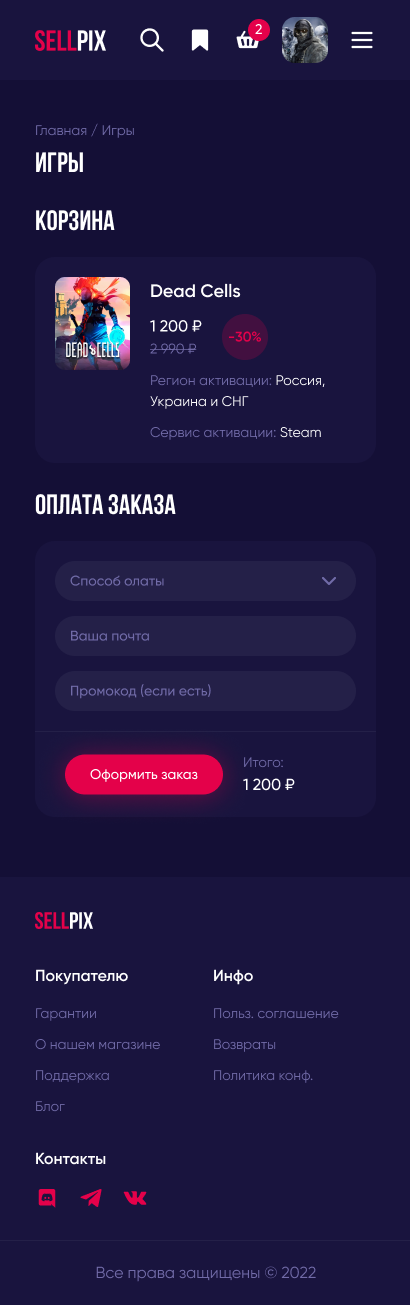 SELLPIX
2
Главная / Игры
ИГРЫ
КОРЗИНА
DEAD CELLS
Dead Cells
1 200 ₽
-30%
2 990 ₽
Регион активации: Россия,
Украина и СНГ
Сервис активации: Steam
ОПЛАТА ЗАКАЗА
Способ олаты
Ваша почта
Промокод (если есть)
Оформить заказ
Итого:
1 200 ₽
SELLPIX
Покупателю
Гарантии
О нашем магазине
Поддержка
Блог
Инфо
Польз. соглашение
Возвраты
Политика конф.
Контакты
Все права защищены © 2022